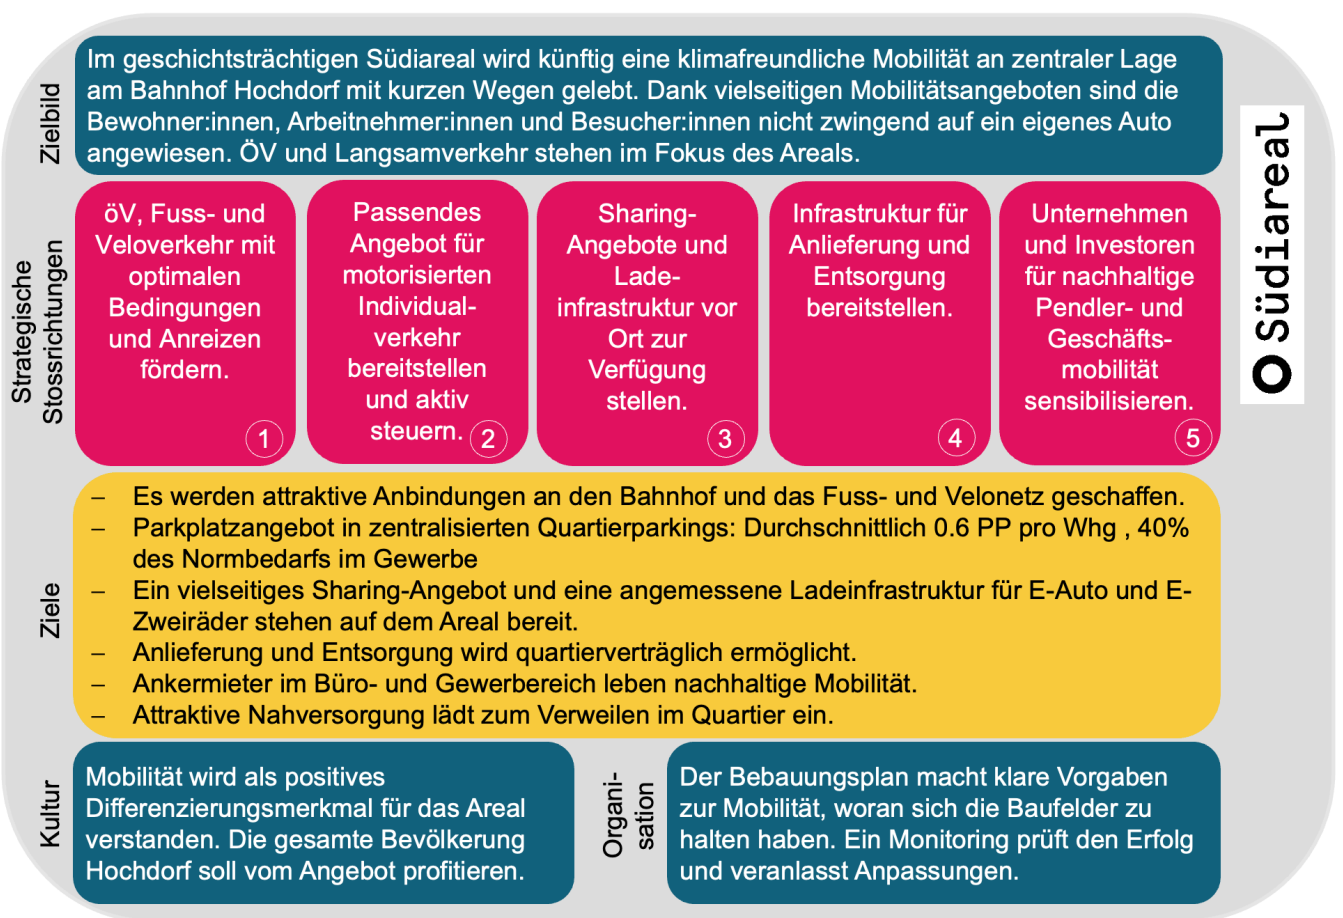 Zielbild
Im geschichtsträchtigen Südiareal wird künftig eine klimafreundliche Mobilität an zentraler Lage
am Bahnhof Hochdorf mit kurzen Wegen gelebt. Dank vielseitigen Mobilitätsangeboten sind die
Bewohner:innen, Arbeitnehmer:innen und Besucher:innen nicht zwingend auf ein eigenes Auto
angewiesen. ÖV und Langsamverkehr stehen im Fokus des Areals.
Südiareal
Strategische
Stossrichtungen
öV, Fuss- und
Veloverkehr mit
optimalen
Bedingungen
und Anreizen
fördern.
1
Passendes
Angebot für
motorisierten
Individual-
verkehr
bereitstellen
und aktiv
steuern.
2
Sharing-
Angebote und
Lade-
infrastruktur vor
Ort zur
Verfügung
stellen.
3
Infrastruktur für
Anlieferung und
Entsorgung
bereitstellen.
4
Unternehmen
und Investoren
für nachhaltige
Pendler- und
Geschäfts-
mobilität
sensibilisieren.
5
Ziele
– Es werden attraktive Anbindungen an den Bahnhof und das Fuss- und Velonetz geschaffen.
– Parkplatzangebot in zentralisierten Quartierparkings: Durchschnittlich 0.6 PP pro Whg , 40%
des Normbedarfs im Gewerbe
– Ein vielseitiges Sharing-Angebot und eine angemessene Ladeinfrastruktur für E-Auto und E-
Zweiräder stehen auf dem Areal bereit.
– Anlieferung und Entsorgung wird quartierverträglich ermöglicht.
– Ankermieter im Büro- und Gewerbereich leben nachhaltige Mobilität.
– Attraktive Nahversorgung lädt zum Verweilen im Quartier ein.
Kultur
Mobilität wird als positives
Differenzierungsmerkmal für das Areal
verstanden. Die gesamte Bevölkerung
Hochdorf soll vom Angebot profitieren.
Organi-
sation
Der Bebauungsplan macht klare Vorgaben
zur Mobilität, woran sich die Baufelder zu
halten haben. Ein Monitoring prüft den Erfolg
und veranlasst Anpassungen.